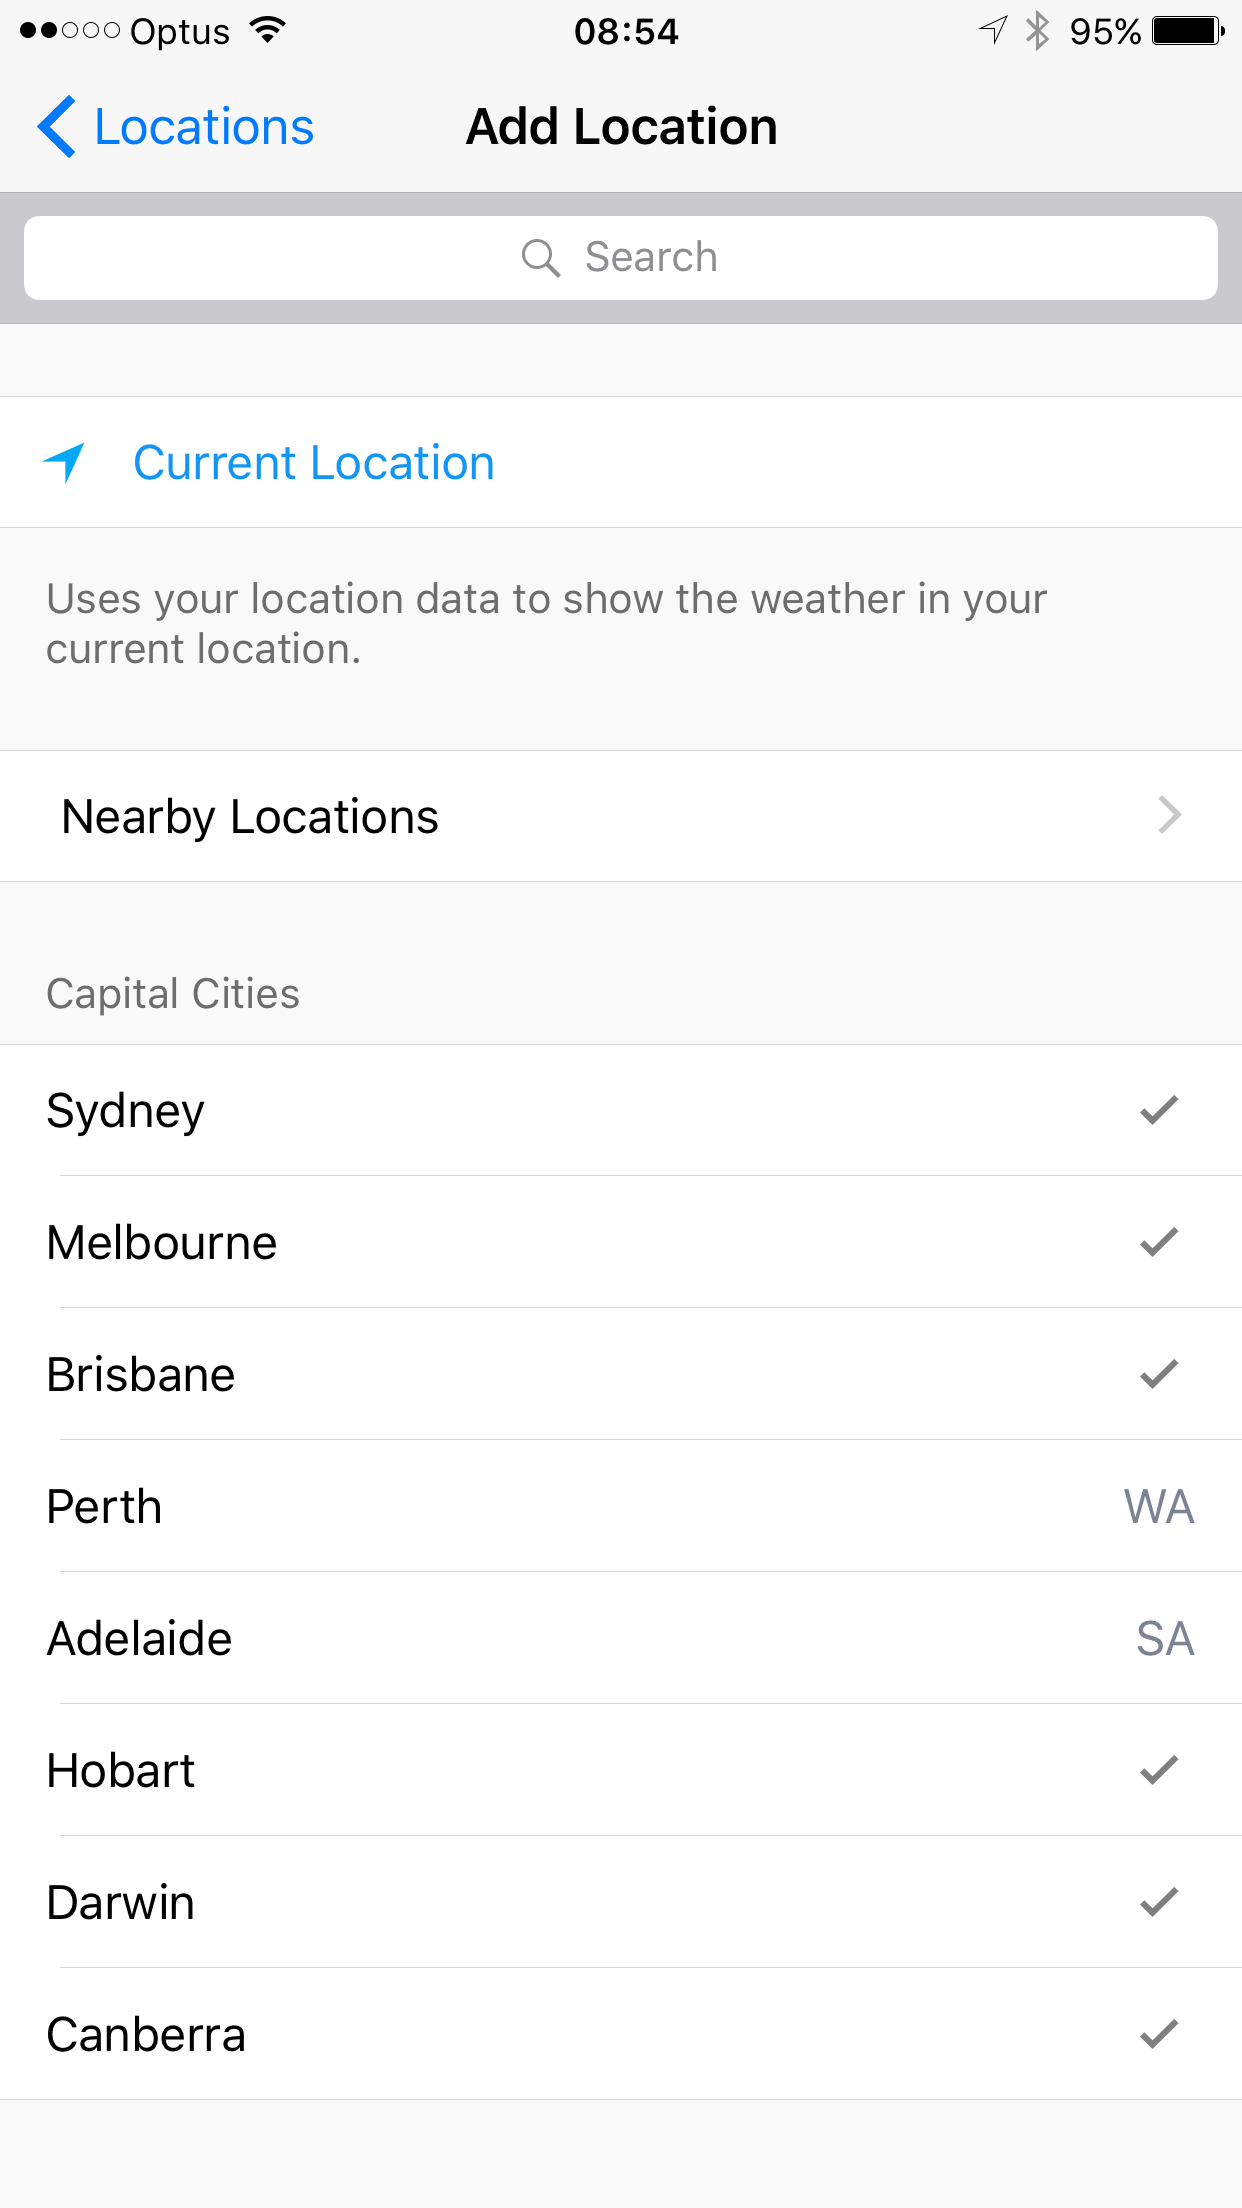 Optus 08:54 95%
Locations Add Location
Search
Current Location
Uses your location data to show the weather in your
current location.
Nearby Locations
Capital Cities
Sydney
Melbourne
Brisbane
Perth WA
Adelaide SA
Hobart
Darwin
Canberra